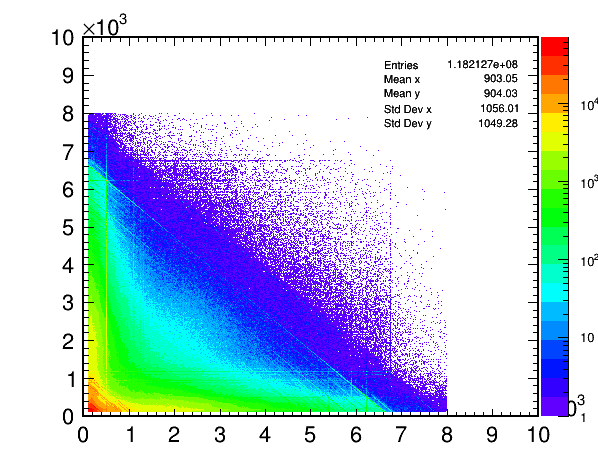 ×10³
10
9
8
7
6
5
4
3
2
1
0
0 1 2 3 4 5 6 7 8 9 10
Entries 1.182127e+08
Mean x 903.05
Mean y 904.03
Std Dev x 1056.01
Std Dev y 1049.28
10⁴
10³
10²
10
1